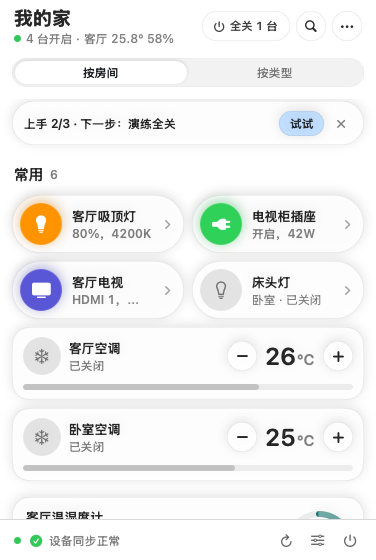 我的家
4 台开启 · 客厅 25.8° 58%
全关 1 台
按房间
按类型
上手 2/3 · 下一步：演练全关
试试
常用 6
客厅吸顶灯
80%，4200K
电视柜插座
开启，42W
客厅电视
HDMI 1，…
床头灯
卧室 · 已关闭
客厅空调
已关闭
26°C
卧室空调
已关闭
25°C
客厅温湿度计
设备同步正常